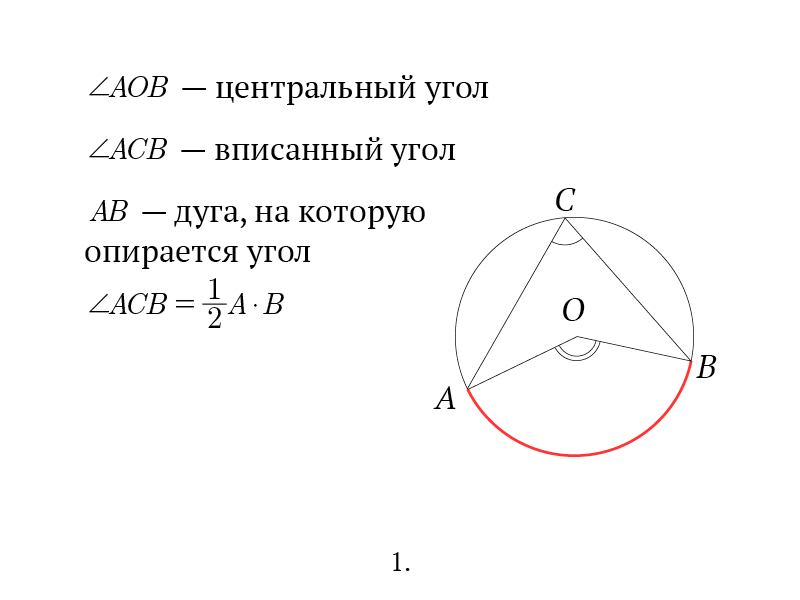 ∠AOB — центральный угол
∠ACB — вписанный угол
AB — дуга, на которую
опирается угол
∠ACB = 1/2 A · B
C
O
B
A
1.